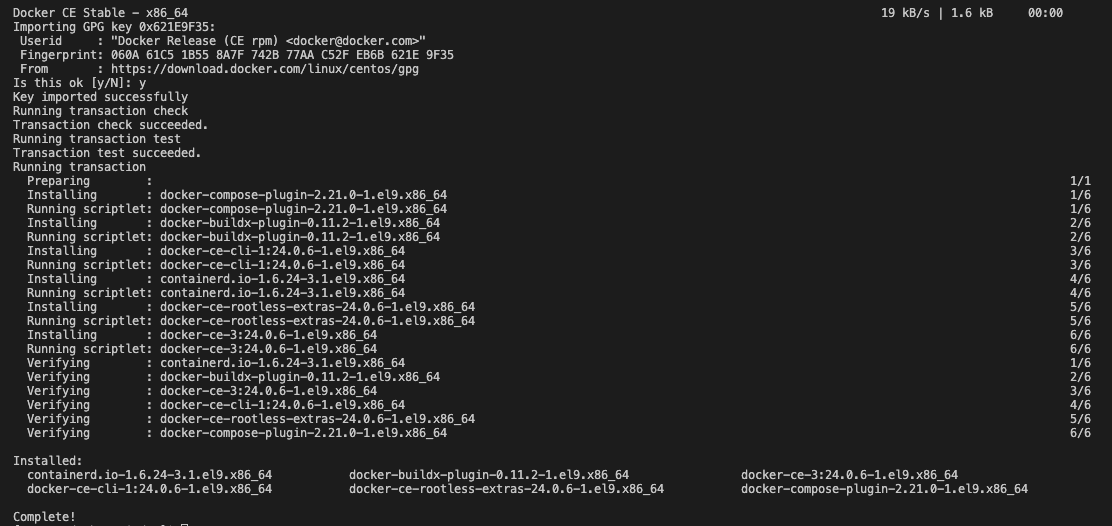 Docker CE Stable - x86_64 19 kB/s | 1.6 kB 00:00
Importing GPG key 0x621E9F35:
Userid : "Docker Release (CE rpm) <docker@docker.com>"
Fingerprint: 060A 61C5 1B55 8A7F 742B 77AA C52F EB6B 621E 9F35
From : https://download.docker.com/linux/centos/gpg
Is this ok [y/N]: y
Key imported successfully
Running transaction check
Transaction check succeeded.
Running transaction test
Transaction test succeeded.
Running transaction
Preparing : 1/1
Installing : docker-compose-plugin-2.21.0-1.el9.x86_64 1/6
Running scriptlet: docker-compose-plugin-2.21.0-1.el9.x86_64 1/6
Installing : docker-buildx-plugin-0.11.2-1.el9.x86_64 2/6
Running scriptlet: docker-buildx-plugin-0.11.2-1.el9.x86_64 2/6
Installing : docker-ce-cli-1:24.0.6-1.el9.x86_64 3/6
Running scriptlet: docker-ce-cli-1:24.0.6-1.el9.x86_64 3/6
Installing : containerd.io-1.6.24-3.1.el9.x86_64 4/6
Running scriptlet: containerd.io-1.6.24-3.1.el9.x86_64 4/6
Installing : docker-ce-rootless-extras-24.0.6-1.el9.x86_64 5/6
Running scriptlet: docker-ce-rootless-extras-24.0.6-1.el9.x86_64 5/6
Installing : docker-ce-3:24.0.6-1.el9.x86_64 6/6
Running scriptlet: docker-ce-3:24.0.6-1.el9.x86_64 6/6
Verifying : containerd.io-1.6.24-3.1.el9.x86_64 1/6
Verifying : docker-buildx-plugin-0.11.2-1.el9.x86_64 2/6
Verifying : docker-ce-3:24.0.6-1.el9.x86_64 3/6
Verifying : docker-ce-cli-1:24.0.6-1.el9.x86_64 4/6
Verifying : docker-ce-rootless-extras-24.0.6-1.el9.x86_64 5/6
Verifying : docker-compose-plugin-2.21.0-1.el9.x86_64 6/6
Installed:
containerd.io-1.6.24-3.1.el9.x86_64 docker-buildx-plugin-0.11.2-1.el9.x86_64 docker-ce-3:24.0.6-1.el9.x86_64
docker-ce-cli-1:24.0.6-1.el9.x86_64 docker-ce-rootless-extras-24.0.6-1.el9.x86_64 docker-compose-plugin-2.21.0-1.el9.x86_64
Complete!